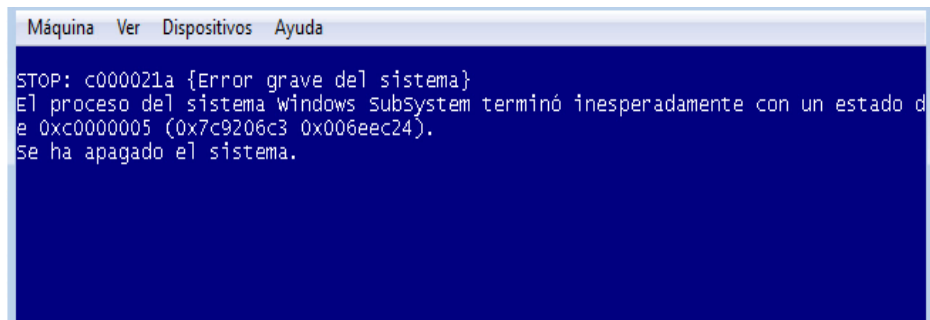 Máquina Ver Dispositivos Ayuda
STOP: c000021a {Error grave del sistema}
El proceso del sistema Windows SubSystem terminó inesperadamente con un estado d
e 0xc0000005 (0x7c9206c3 0x006eec24).
Se ha apagado el sistema.